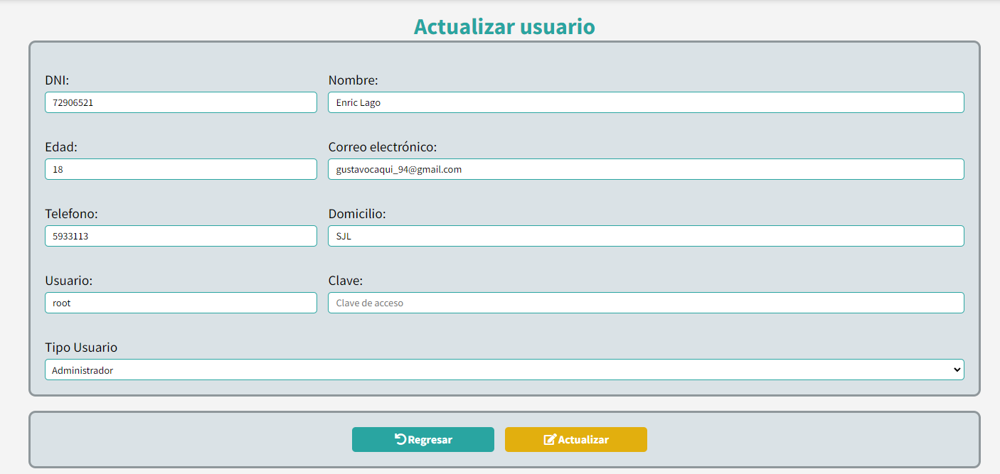 Actualizar usuario
DNI: Nombre:
72906521 Enric Lago
Edad: Correo electrónico:
18 gustavocaqui_94@gmail.com
Telefono: Domicilio:
5933113 SJL
Usuario: Clave:
root Clave de acceso
Tipo Usuario
Administrador
Regresar Actualizar